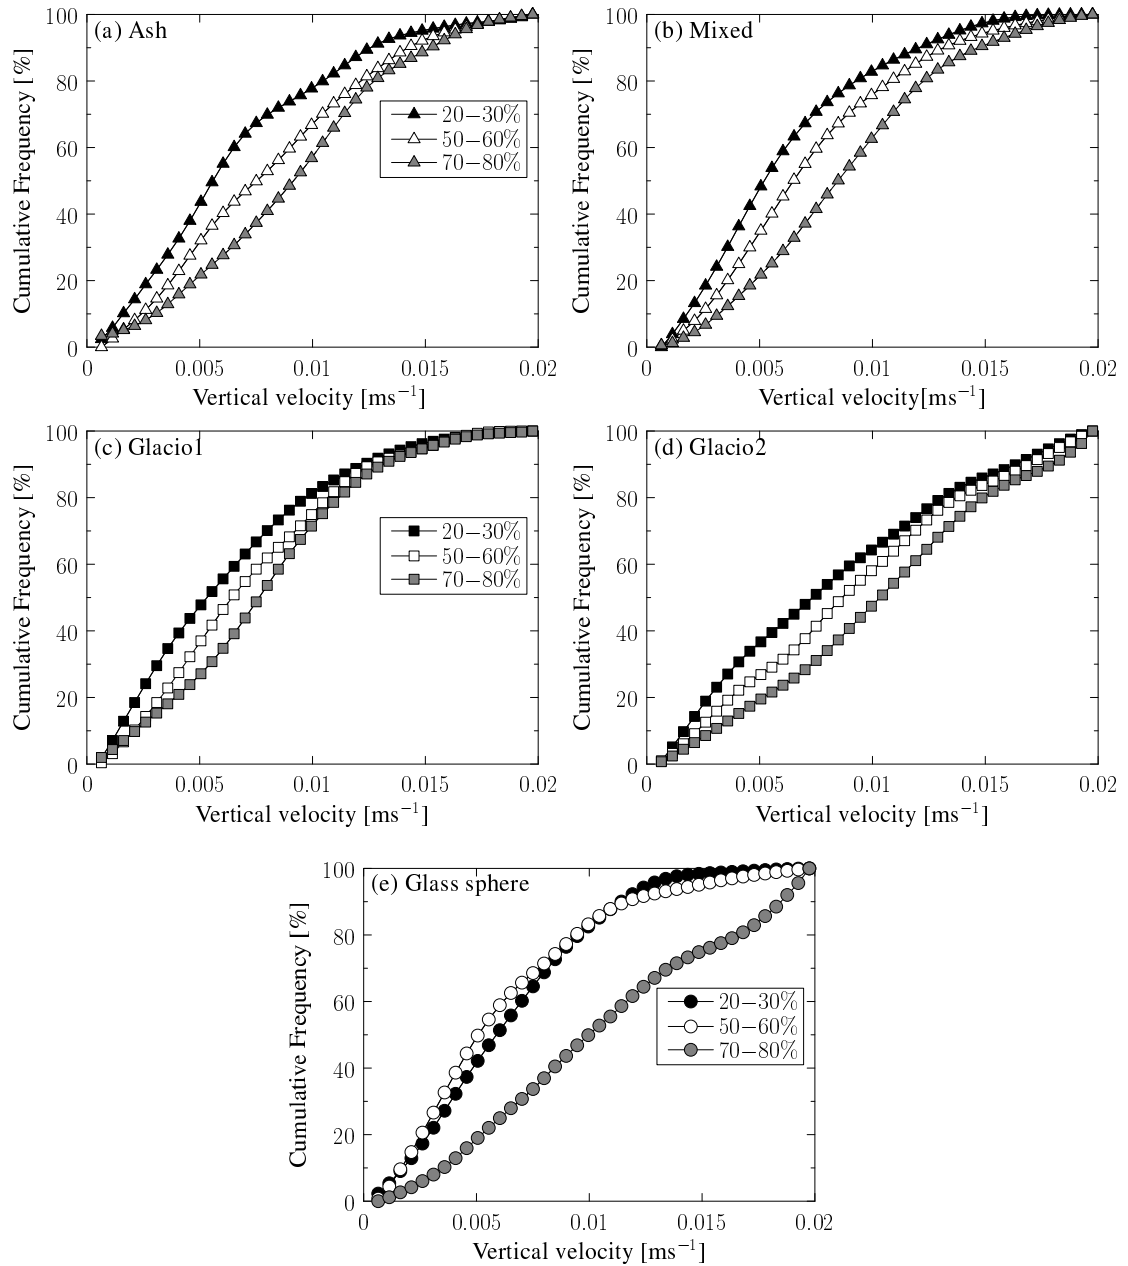 (a) Ash
Cumulative Frequency [%]
100
80
60
40
20
0
20−30%
50−60%
70−80%
0 0.005 0.01 0.015 0.02
Vertical velocity [ms⁻¹]
(b) Mixed
Cumulative Frequency [%]
100
80
60
40
20
0
0 0.005 0.01 0.015 0.02
Vertical velocity[ms⁻¹]
(c) Glacio1
Cumulative Frequency [%]
100
80
60
40
20
0
20−30%
50−60%
70−80%
0 0.005 0.01 0.015 0.02
Vertical velocity [ms⁻¹]
(d) Glacio2
Cumulative Frequency [%]
100
80
60
40
20
0
0 0.005 0.01 0.015 0.02
Vertical velocity [ms⁻¹]
(e) Glass sphere
Cumulative Frequency [%]
100
80
60
40
20
0
20−30%
50−60%
70−80%
0 0.005 0.01 0.015 0.02
Vertical velocity [ms⁻¹]